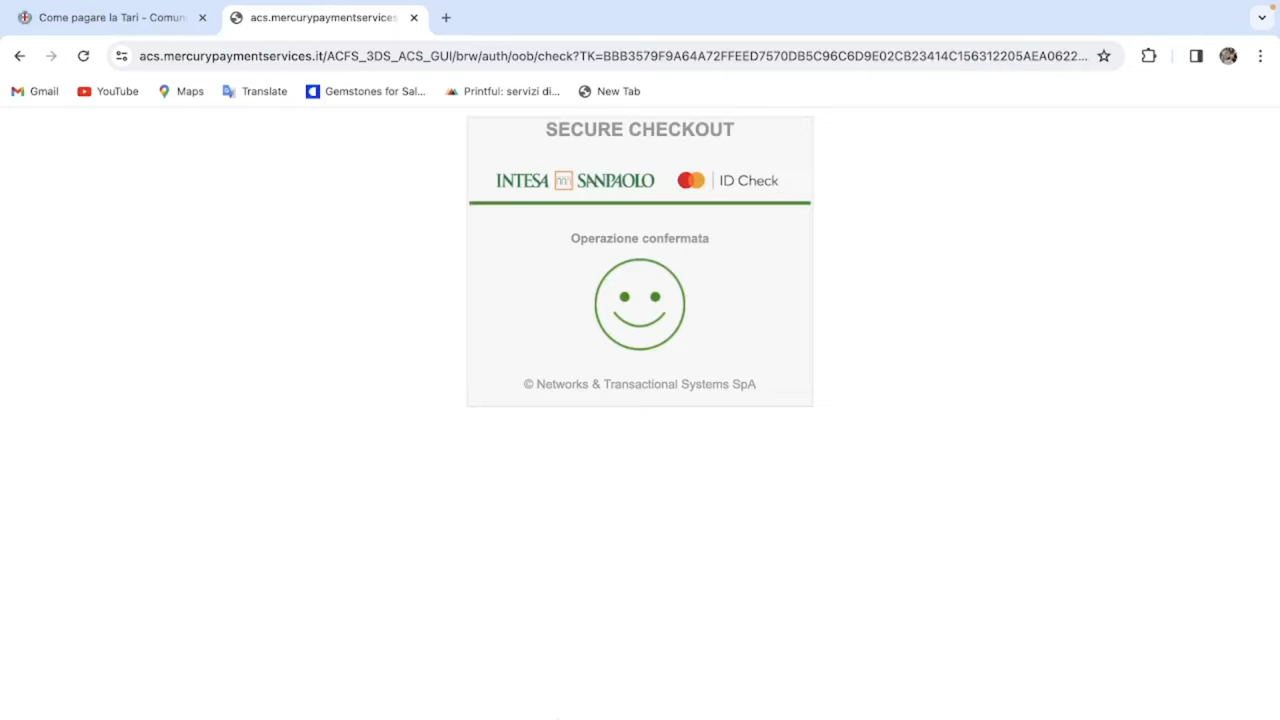 Come pagare la Tari - Comun
acs.mercurypaymentservices
acs.mercurypaymentservices.it/ACFS_3DS_ACS_GUI/brw/auth/oob/check?TK=BBB3579F9A64A72FFEED7570DB5C96C6D9E02CB23414C156312205AEA0622...
Gmail
YouTube
Maps
Translate
Gemstones for Sal...
Printful: servizi di...
New Tab
SECURE CHECKOUT
INTESA SANPAOLO
ID Check
Operazione confermata
© Networks & Transactional Systems SpA